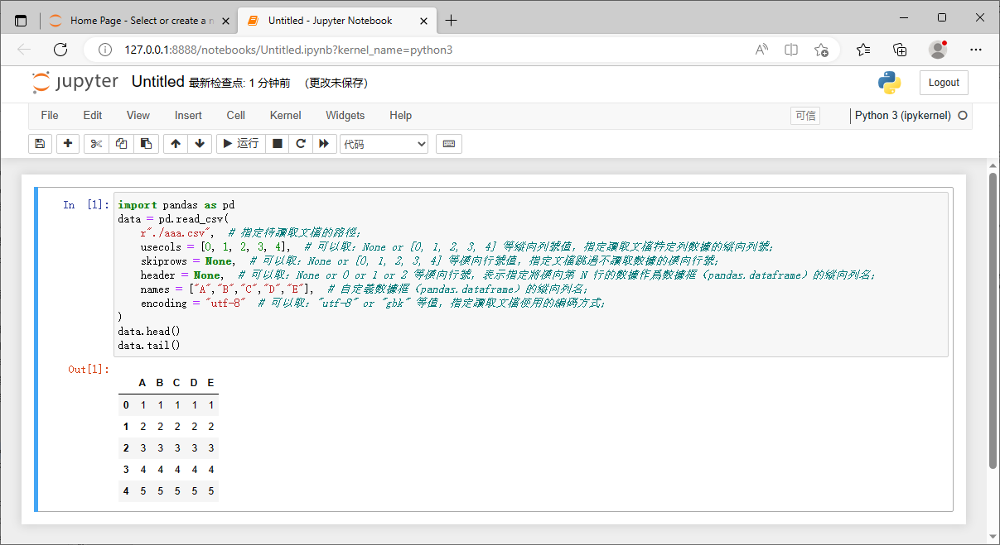 Home Page - Select or create a n
Untitled - Jupyter Notebook
127.0.0.1:8888/notebooks/Untitled.ipynb?kernel_name=python3
jupyter Untitled 最新检查点: 1 分钟前 (更改未保存)
Logout
File Edit View Insert Cell Kernel Widgets Help
可信 Python 3 (ipykernel)
运行 代码
In [1]:
import pandas as pd
data = pd.read_csv(
r"./aaa.csv", # 指定待讀取文檔的路徑;
usecols = [0, 1, 2, 3, 4], # 可以取: None or [0, 1, 2, 3, 4] 等縱向列號值, 指定讀取文檔特定列數據的縱向列號;
skiprows = None, # 可以取: None or [0, 1, 2, 3, 4] 等橫向行號值, 指定文檔跳過不讀取數據的橫向行號;
header = None, # 可以取: None or 0 or 1 or 2 等橫向行號, 表示指定將橫向第 N 行的數據作爲數據框 (pandas.dataframe) 的縱向列名;
names = ["A","B","C","D","E"], # 自定義數據框 (pandas.dataframe) 的縱向列名;
encoding = "utf-8" # 可以取: "utf-8" or "gbk" 等值, 指定讀取文檔使用的編碼方式;
)
data.head()
data.tail()
Out[1]:
A B C D E
0 1 1 1 1 1
1 2 2 2 2 2
2 3 3 3 3 3
3 4 4 4 4 4
4 5 5 5 5 5